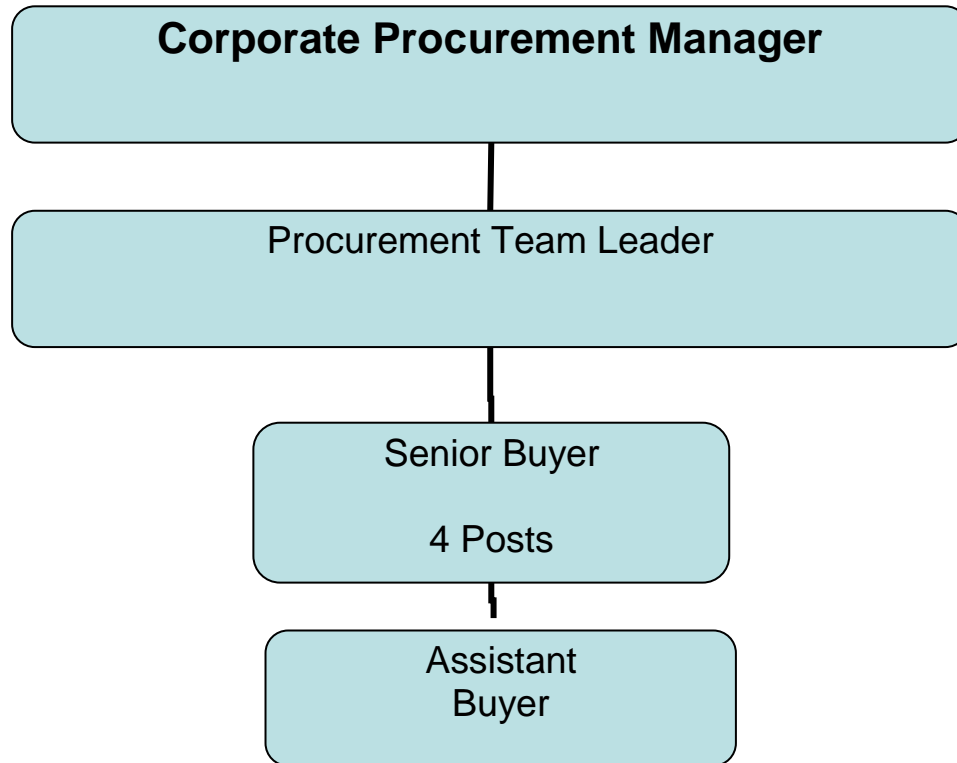 Corporate Procurement Manager
Procurement Team Leader
Senior Buyer
4 Posts
Assistant
Buyer